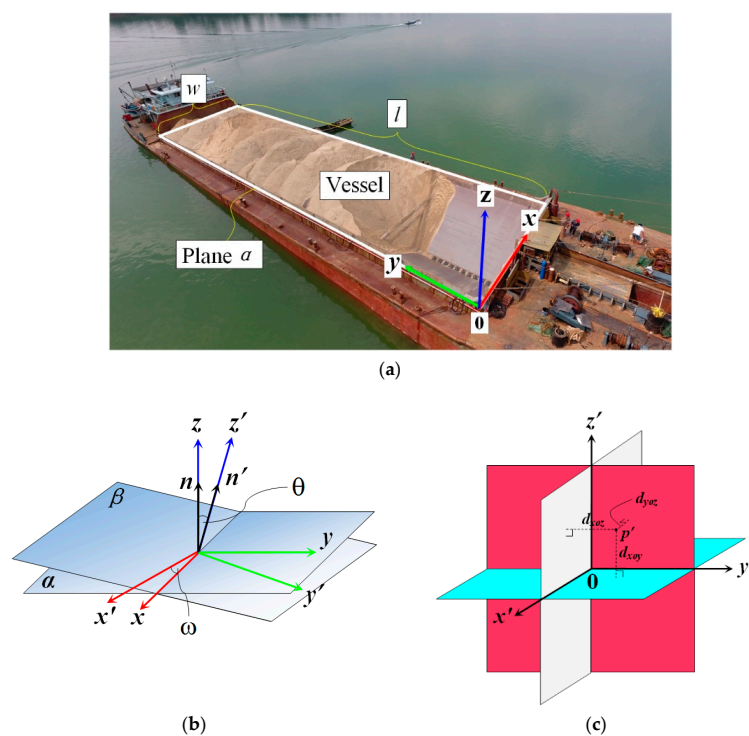 w
l
Vessel
z
x
Plane α
y
0
(a)
z z′
n n′ θ
β
y
α
y′
x′ x ω
(b)
z′
d_yoz
d_xoz p′
d_xoy
0 y
x′
(c)